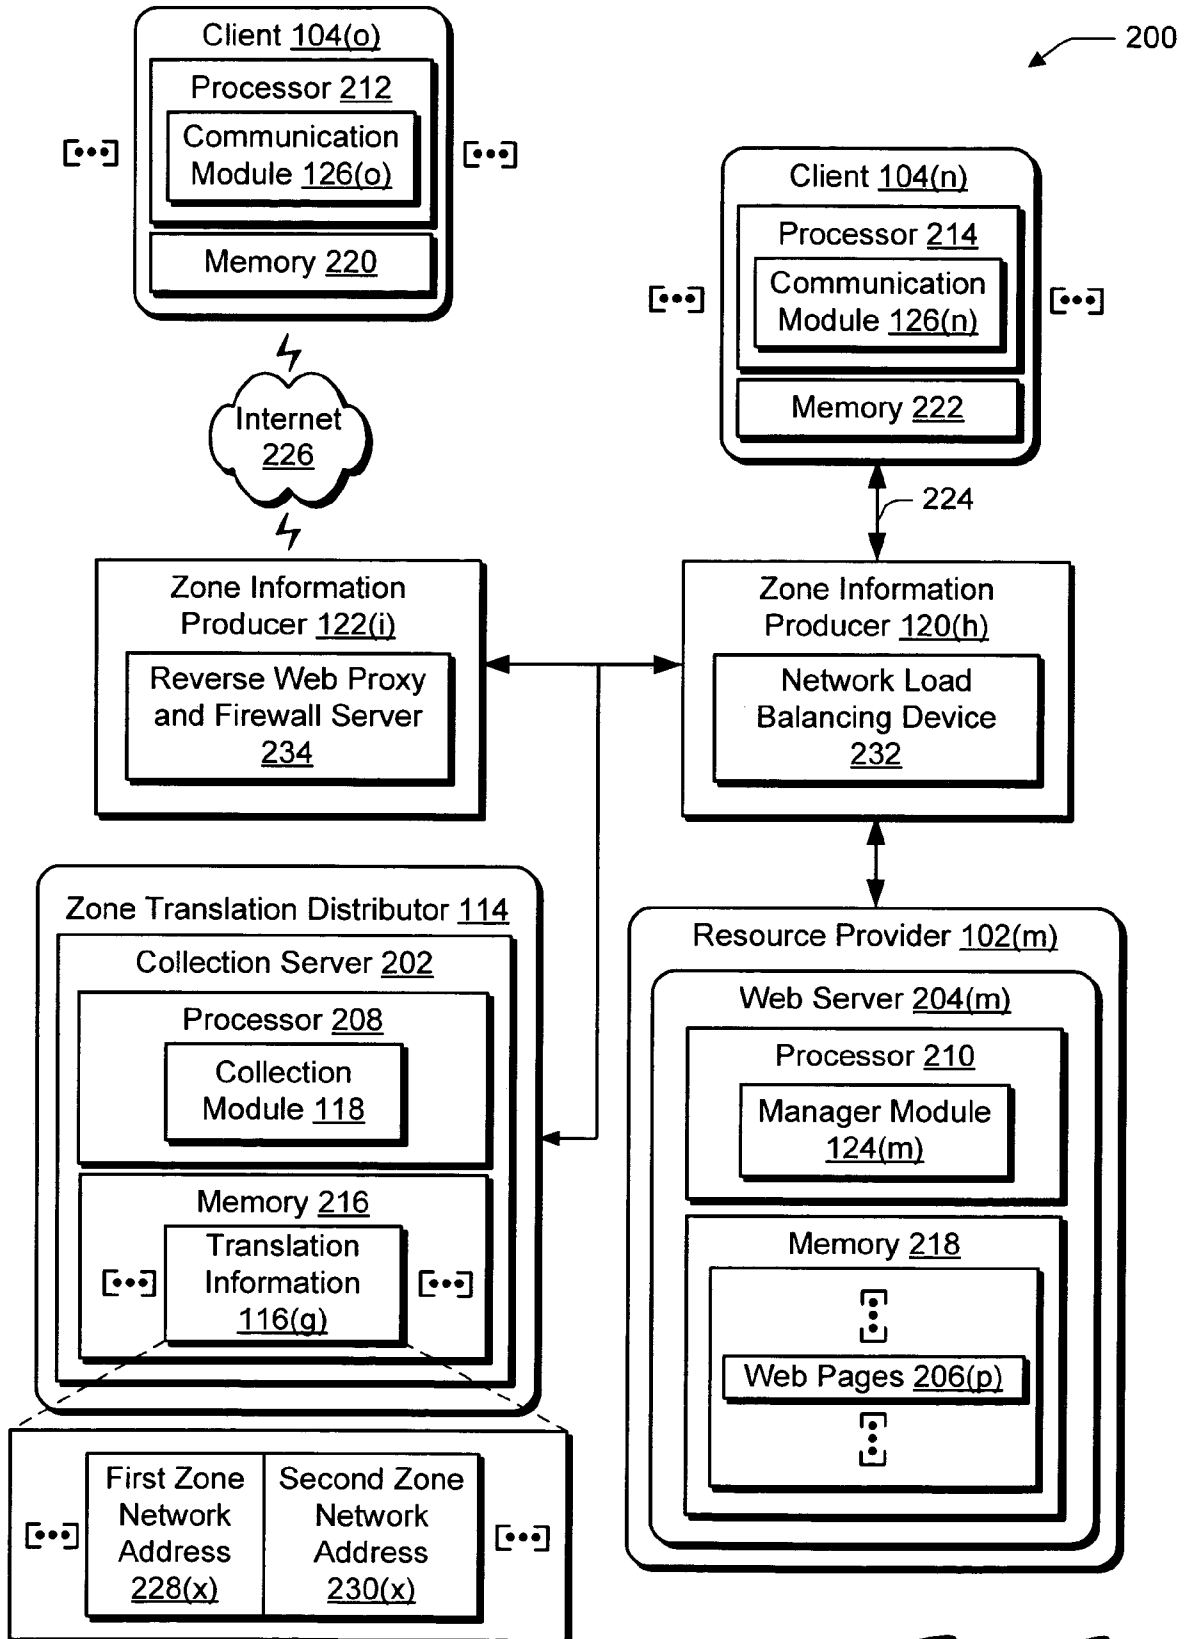 200
Client 104(o)
Processor 212
Communication
Module 126(o)
Memory 220
Client 104(n)
Processor 214
Communication
Module 126(n)
Memory 222
Internet
226
224
Zone Information
Producer 122(i)
Reverse Web Proxy
and Firewall Server
234
Zone Information
Producer 120(h)
Network Load
Balancing Device
232
Zone Translation Distributor 114
Collection Server 202
Processor 208
Collection
Module 118
Memory 216
Translation
Information
116(g)
Resource Provider 102(m)
Web Server 204(m)
Processor 210
Manager Module
124(m)
Memory 218
Web Pages 206(p)
First Zone
Network
Address
228(x)
Second Zone
Network
Address
230(x)